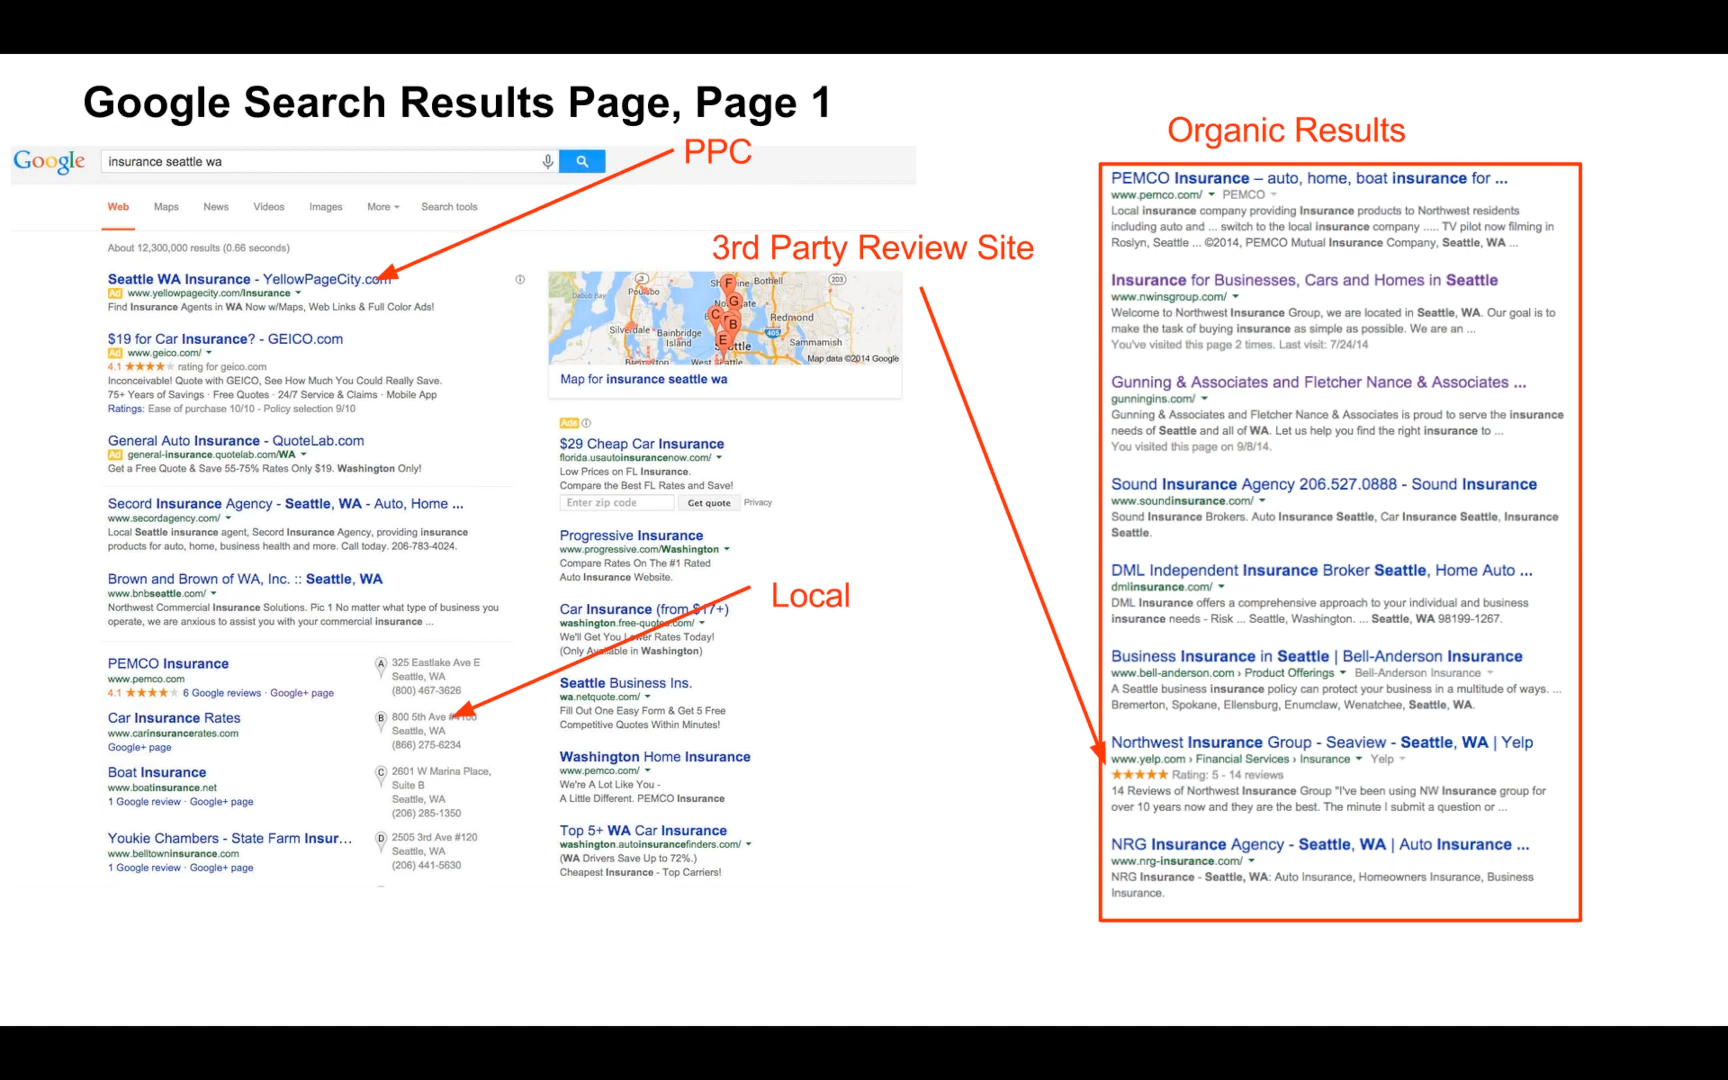 Google Search Results Page, Page 1
Google
insurance seattle wa
PPC
Web Maps News Videos Images More Search tools
About 12,300,000 results (0.66 seconds)
Seattle WA Insurance - YellowPageCity.com
Ad www.yellowpagecity.com/Insurance
Find Insurance Agents in WA Now w/Maps, Web Links & Full Color Ads!
$19 for Car Insurance? - GEICO.com
Ad www.geico.com/
4.1 rating for geico.com
Inconceivable! Quote with GEICO, See How Much You Could Really Save.
75+ Years of Savings · Free Quotes · 24/7 Service & Claims · Mobile App
Ratings: Ease of purchase 10/10 - Policy selection 9/10
General Auto Insurance - QuoteLab.com
Ad general-insurance.quotelab.com/WA
Get a Free Quote & Save 55-75% Rates Only $19. Washington Only!
Secord Insurance Agency - Seattle, WA - Auto, Home ...
www.secordagency.com/
Local Seattle insurance agent, Secord Insurance Agency, providing insurance
products for auto, home, business health and more. Call today. 206-783-4024.
Brown and Brown of WA, Inc. :: Seattle, WA
www.bnbseattle.com/
Northwest Commercial Insurance Solutions. Pic 1 No matter what type of business you
operate, we are anxious to assist you with your commercial insurance ...
PEMCO Insurance
www.pemco.com
4.1 6 Google reviews · Google+ page
A 325 Eastlake Ave E
Seattle, WA
(800) 467-3626
Car Insurance Rates
www.carinsurancerates.com
Google+ page
B 800 5th Ave #4100
Seattle, WA
(866) 275-6234
Boat Insurance
www.boatinsurance.net
1 Google review · Google+ page
C 2601 W Marina Place,
Suite B
Seattle, WA
(206) 285-1350
Youkie Chambers - State Farm Insur...
www.belltowninsurance.com
1 Google review · Google+ page
D 2505 3rd Ave #120
Seattle, WA
(206) 441-5630
3rd Party Review Site
3
203
Bothell
Poulsbo
F
G
C
B
E
Redmond
Silverdale
Bainbridge
Island
405
Sammamish
Map data ©2014 Google
Map for insurance seattle wa
Ads
$29 Cheap Car Insurance
florida.usautoinsurancenow.com/
Low Prices on FL Insurance.
Compare the Best FL Rates and Save!
Enter zip code Get quote Privacy
Progressive Insurance
www.progressive.com/Washington
Compare Rates On The #1 Rated
Auto Insurance Website.
Local
Car Insurance (from $17+)
washington.free-quotes.com/
We'll Get You Lower Rates Today!
(Only Available in Washington)
Seattle Business Ins.
wa.netquote.com/
Fill Out One Easy Form & Get 5 Free
Competitive Quotes Within Minutes!
Washington Home Insurance
www.pemco.com/
We're A Lot Like You -
A Little Different. PEMCO Insurance
Top 5+ WA Car Insurance
washington.autoinsurancefinders.com/
(WA Drivers Save Up to 72%.)
Cheapest Insurance - Top Carriers!
Organic Results
PEMCO Insurance – auto, home, boat insurance for ...
www.pemco.com/ PEMCO
Local insurance company providing Insurance products to Northwest residents
including auto and ... switch to the local insurance company ..... TV pilot now filming in
Roslyn, Seattle ... ©2014, PEMCO Mutual Insurance Company, Seattle, WA ...
Insurance for Businesses, Cars and Homes in Seattle
www.nwinsgroup.com/
Welcome to Northwest Insurance Group, we are located in Seattle, WA. Our goal is to
make the task of buying insurance as simple as possible. We are an ...
You've visited this page 2 times. Last visit: 7/24/14
Gunning & Associates and Fletcher Nance & Associates ...
gunningins.com/
Gunning & Associates and Fletcher Nance & Associates is proud to serve the insurance
needs of Seattle and all of WA. Let us help you find the right insurance to ...
You visited this page on 9/8/14.
Sound Insurance Agency 206.527.0888 - Sound Insurance
www.soundinsurance.com/
Sound Insurance Brokers. Auto Insurance Seattle, Car Insurance Seattle, Insurance
Seattle.
DML Independent Insurance Broker Seattle, Home Auto ...
dmlinsurance.com/
DML Insurance offers a comprehensive approach to your individual and business
insurance needs - Risk ... Seattle, Washington. ... Seattle, WA 98199-1267.
Business Insurance in Seattle | Bell-Anderson Insurance
www.bell-anderson.com › Product Offerings Bell-Anderson Insurance
A Seattle business insurance policy can protect your business in a multitude of ways. ...
Bremerton, Spokane, Ellensburg, Enumclaw, Wenatchee, Seattle, WA.
Northwest Insurance Group - Seaview - Seattle, WA | Yelp
www.yelp.com › Financial Services › Insurance Yelp
Rating: 5 - 14 reviews
14 Reviews of Northwest Insurance Group "I've been using NW Insurance group for
over 10 years now and they are the best. The minute I submit a question or ...
NRG Insurance Agency - Seattle, WA | Auto Insurance ...
www.nrg-insurance.com/
NRG Insurance - Seattle, WA: Auto Insurance, Homeowners Insurance, Business
Insurance.